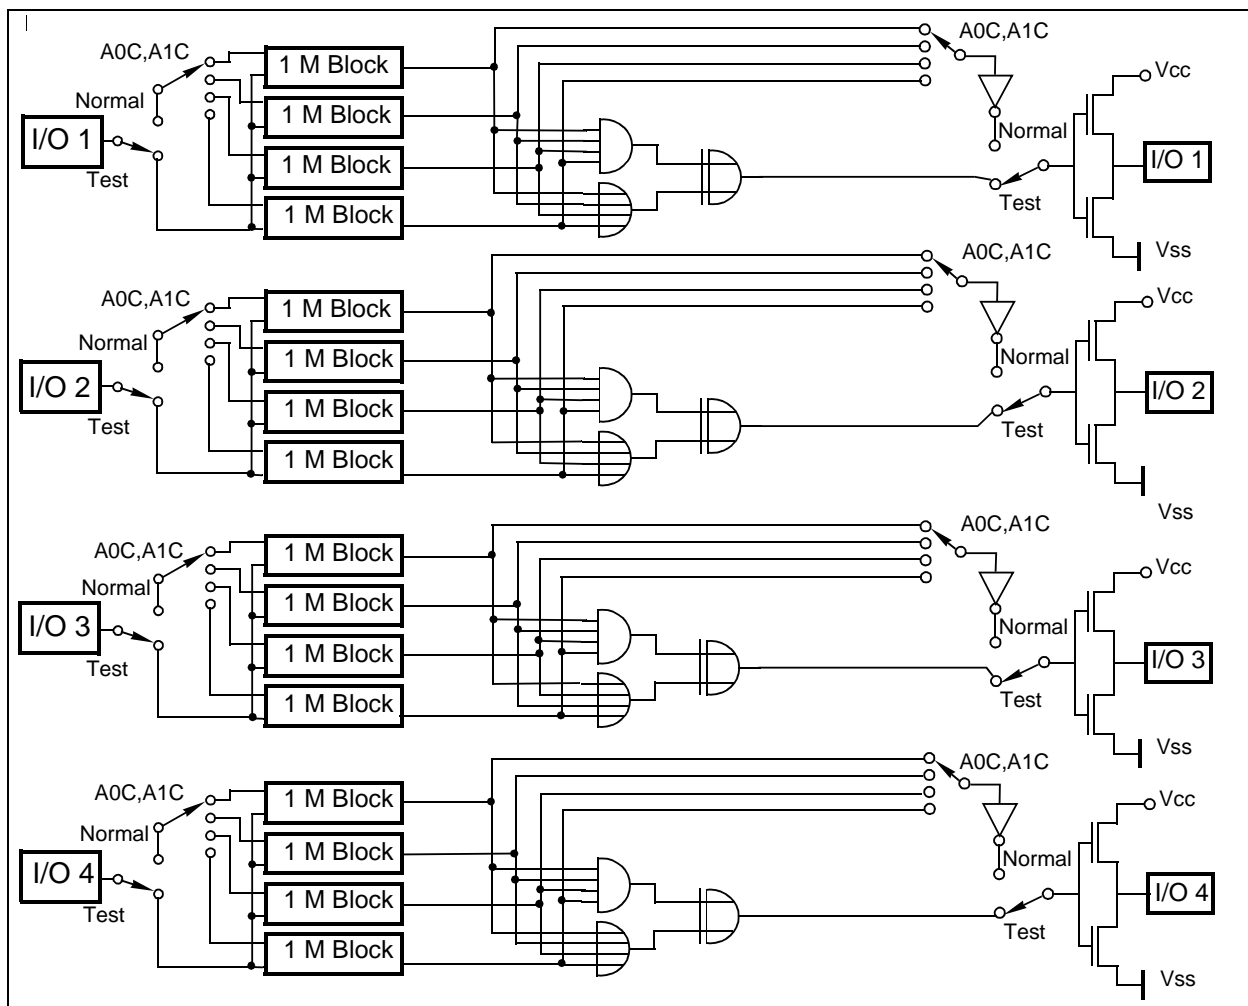 A0C,A1C
1 M Block
A0C,A1C
Vcc
Normal
1 M Block
Normal
I/O 1
1 M Block
I/O 1
Test
Test
1 M Block
Vss
A0C,A1C
A0C,A1C
1 M Block
Vcc
Normal
1 M Block
Normal
I/O 2
1 M Block
I/O 2
Test
Test
1 M Block
Vss
A0C,A1C
A0C,A1C
1 M Block
Vcc
Normal
1 M Block
Normal
I/O 3
1 M Block
I/O 3
Test
Test
1 M Block
Vss
A0C,A1C
A0C,A1C
1 M Block
Vcc
Normal
1 M Block
Normal
I/O 4
1 M Block
I/O 4
Test
Test
1 M Block
Vss